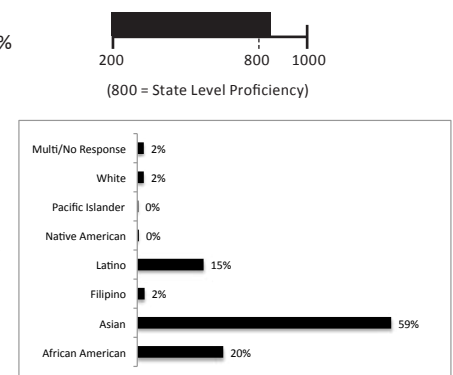 %
200 800 1000
(800 = State Level Proficiency)
Multi/No Response 2%
White 2%
Pacific Islander 0%
Native American 0%
Latino 15%
Filipino 2%
Asian 59%
African American 20%